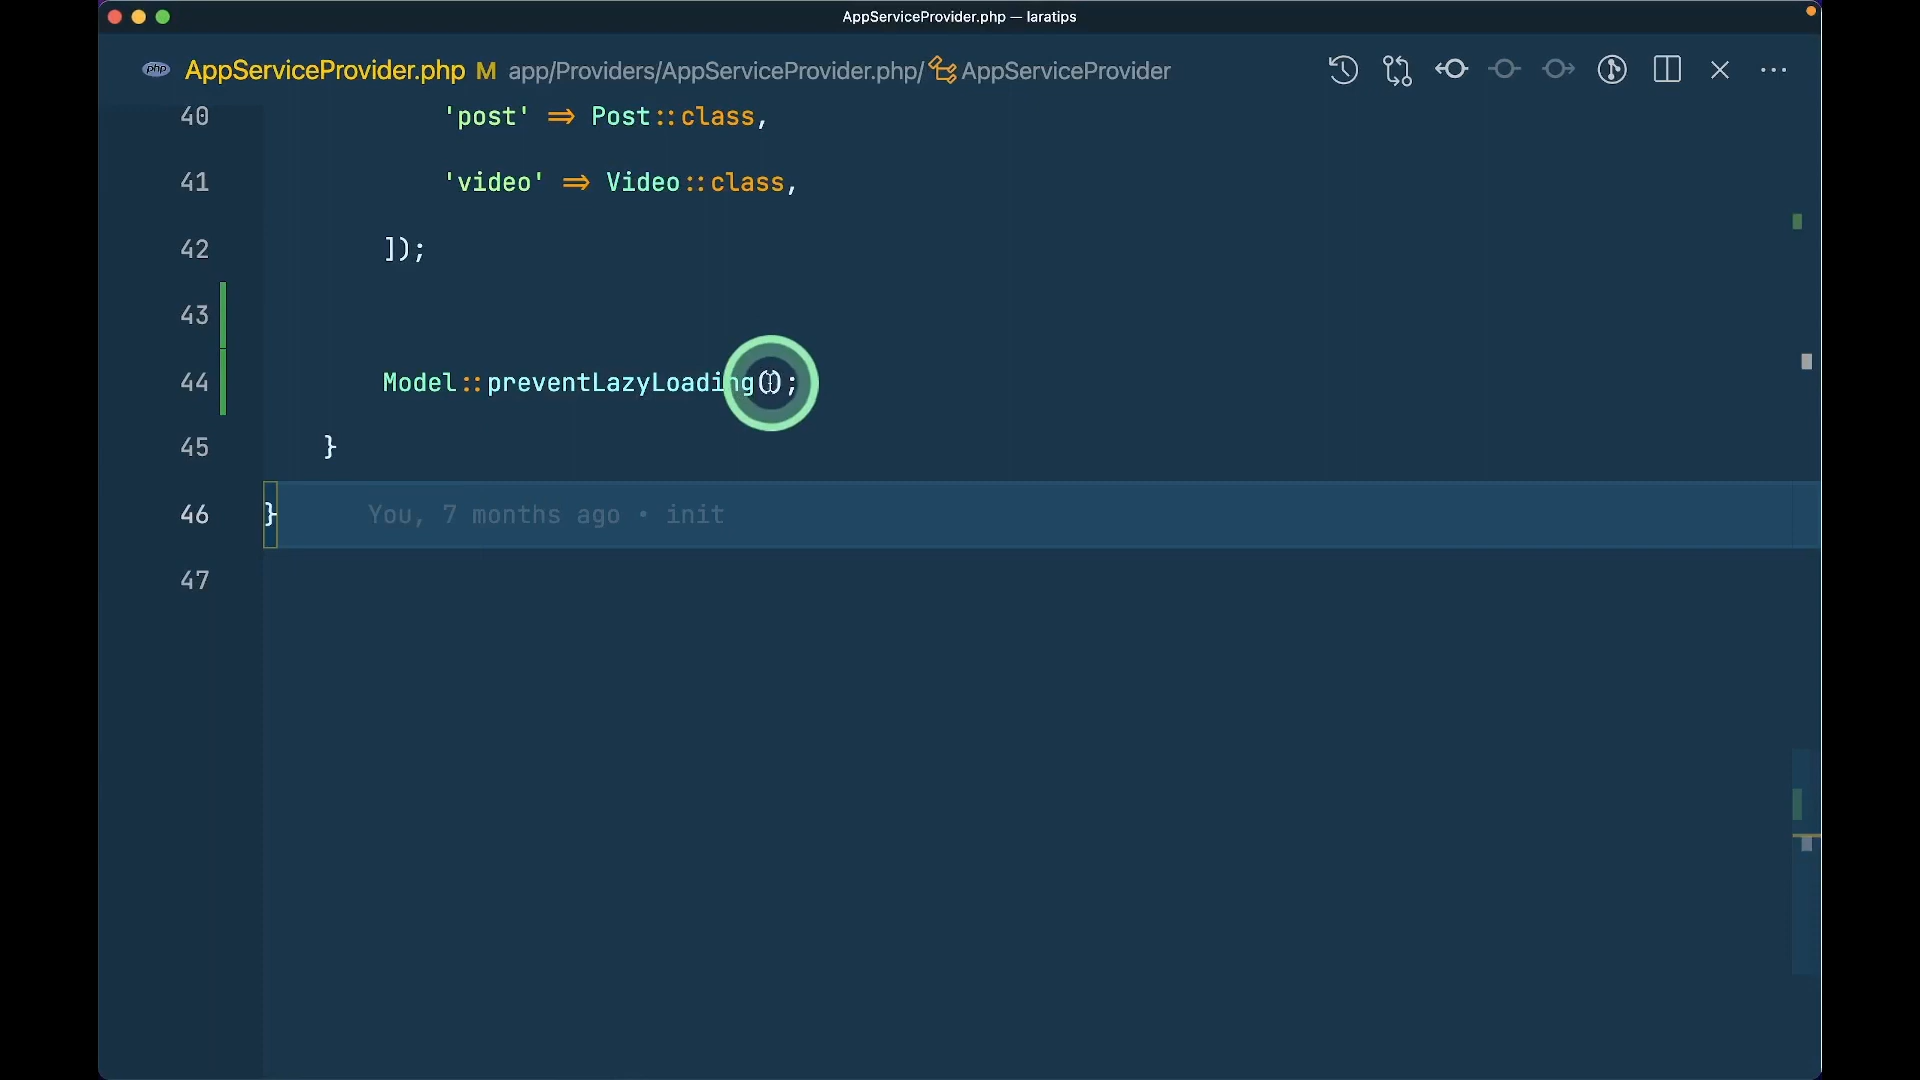 AppServiceProvider.php — laratips
php AppServiceProvider.php M app/Providers/AppServiceProvider.php/ AppServiceProvider
40 'post' => Post::class,
41 'video' => Video::class,
42 ]);
43
44 Model::preventLazyLoading();
45 }
46 } You, 7 months ago • init
47